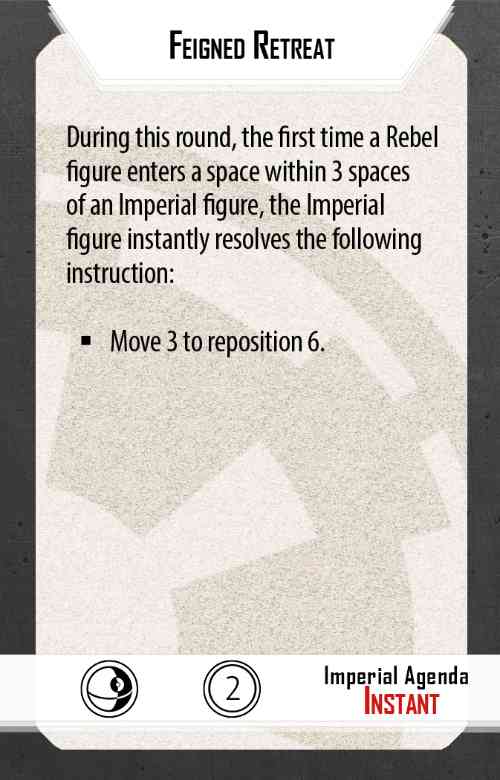 Feigned Retreat
During this round, the first time a Rebel
figure enters a space within 3 spaces
of an Imperial figure, the Imperial
figure instantly resolves the following
instruction:
▪ Move 3 to reposition 6.
2
Imperial Agenda
Instant